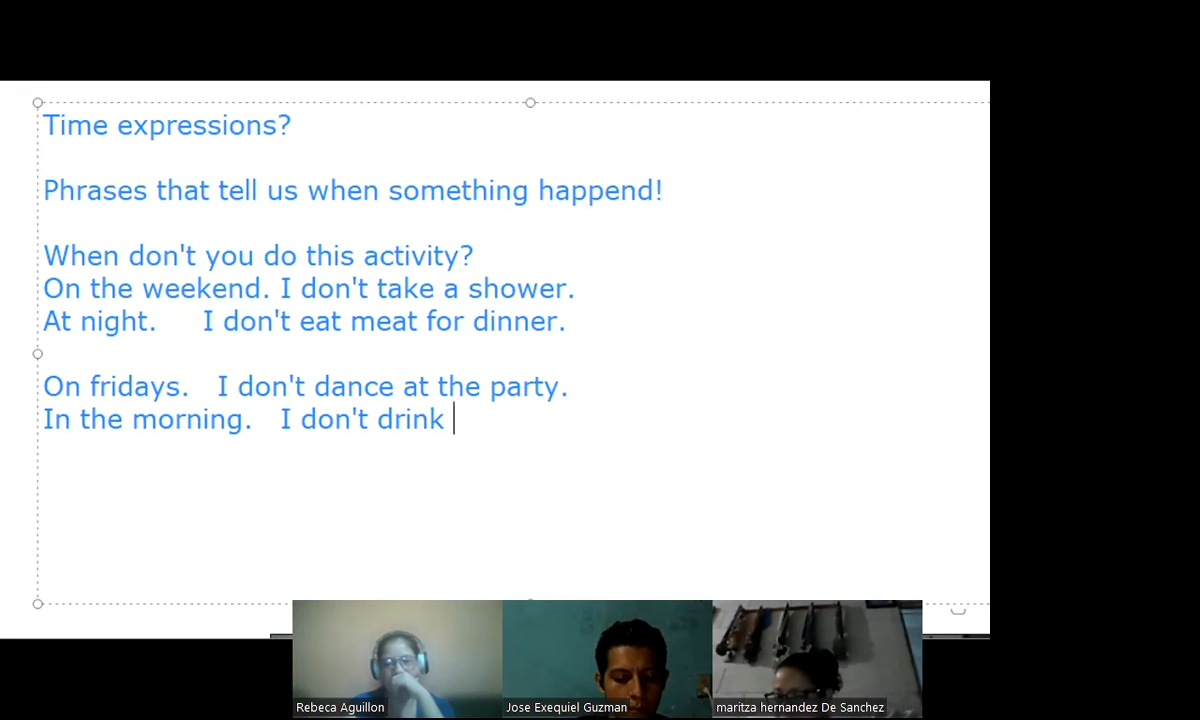 Time expressions?
Phrases that tell us when something happend!
When don't you do this activity?
On the weekend. I don't take a shower.
At night. I don't eat meat for dinner.
On fridays. I don't dance at the party.
In the morning. I don't drink
Rebeca Aguillon
Jose Exequiel Guzman
maritza hernandez De Sanchez